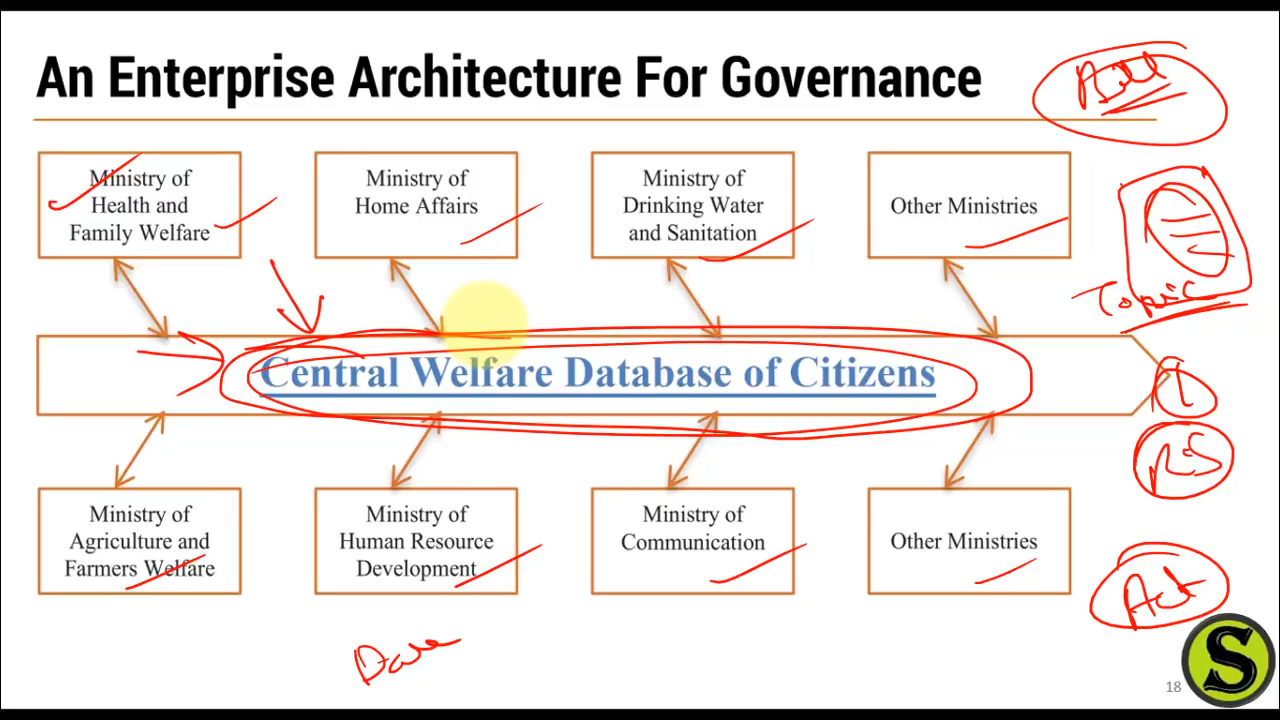 An Enterprise Architecture For Governance
Ministry of
Health and
Family Welfare
Ministry of
Home Affairs
Ministry of
Drinking Water
and Sanitation
Other Ministries
Topic
Central Welfare Database of Citizens
RS
Ministry of
Agriculture and
Farmers Welfare
Ministry of
Human Resource
Development
Ministry of
Communication
Other Ministries
Act
18
S